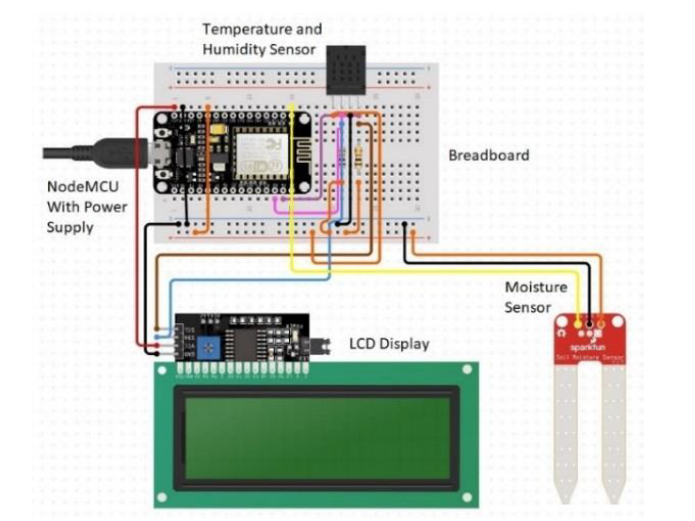 Temperature and
Humidity Sensor
Breadboard
NodeMCU
With Power
Supply
Moisture
Sensor
LCD Display
sparkfun
Soil Moisture Sensor